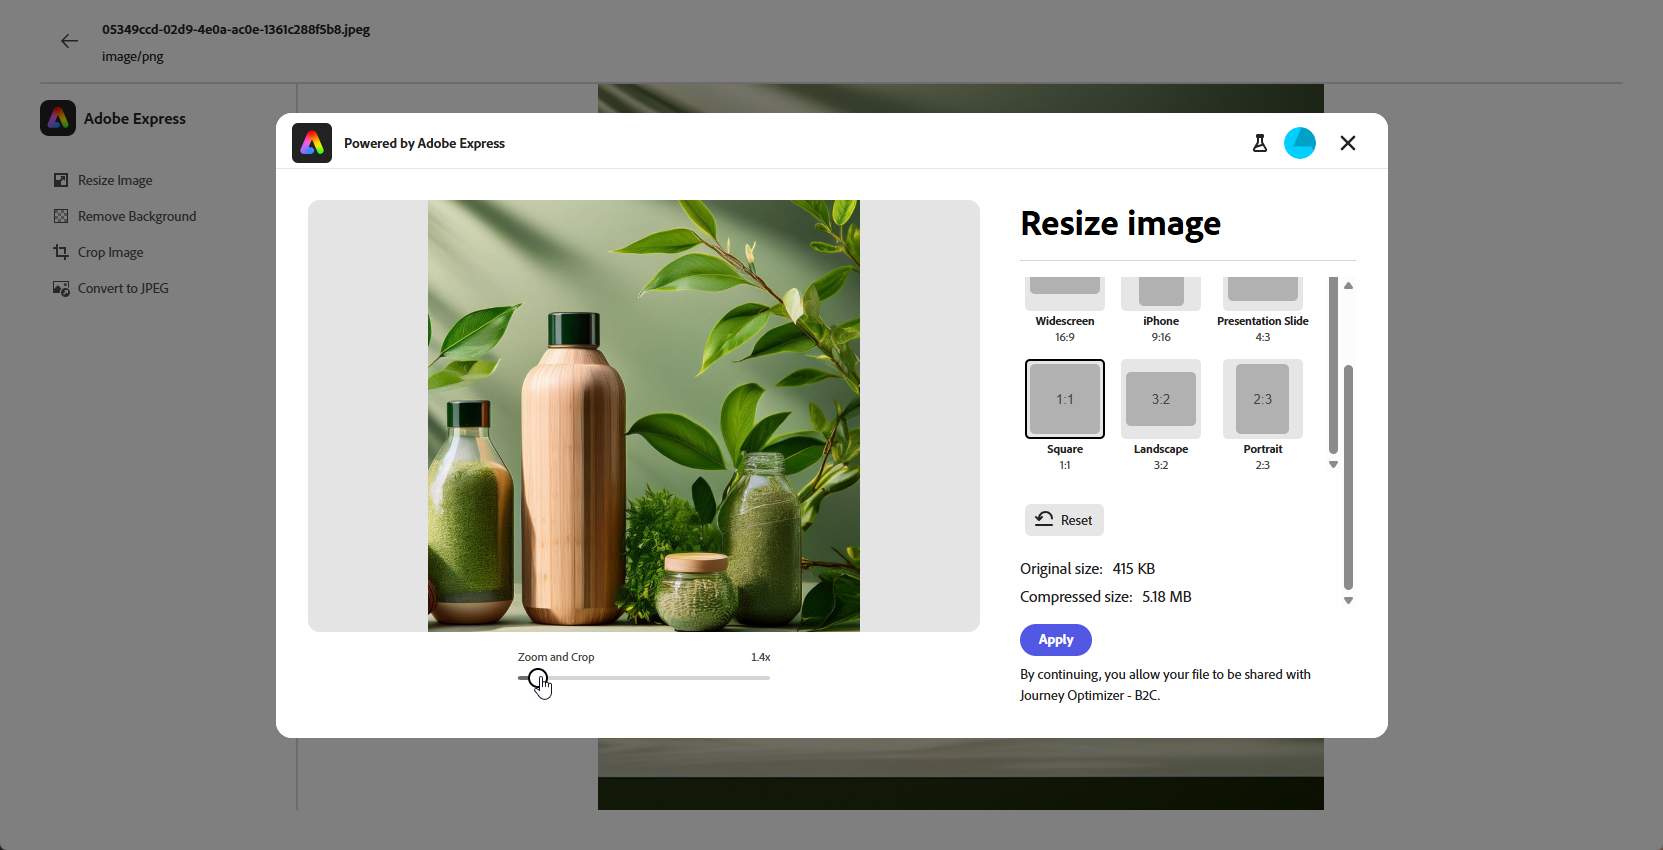 05349ccd-02d9-4e0a-ac0e-1361c288f5b8.jpeg
image/png
Adobe Express
Resize Image
Remove Background
Crop Image
Convert to JPEG
Powered by Adobe Express
Zoom and Crop 1.4x
Resize image
Widescreen iPhone Presentation Slide
16:9 9:16 4:3
1:1 3:2 2:3
Square Landscape Portrait
1:1 3:2 2:3
Reset
Original size: 415 KB
Compressed size: 5.18 MB
Apply
By continuing, you allow your file to be shared with
Journey Optimizer - B2C.